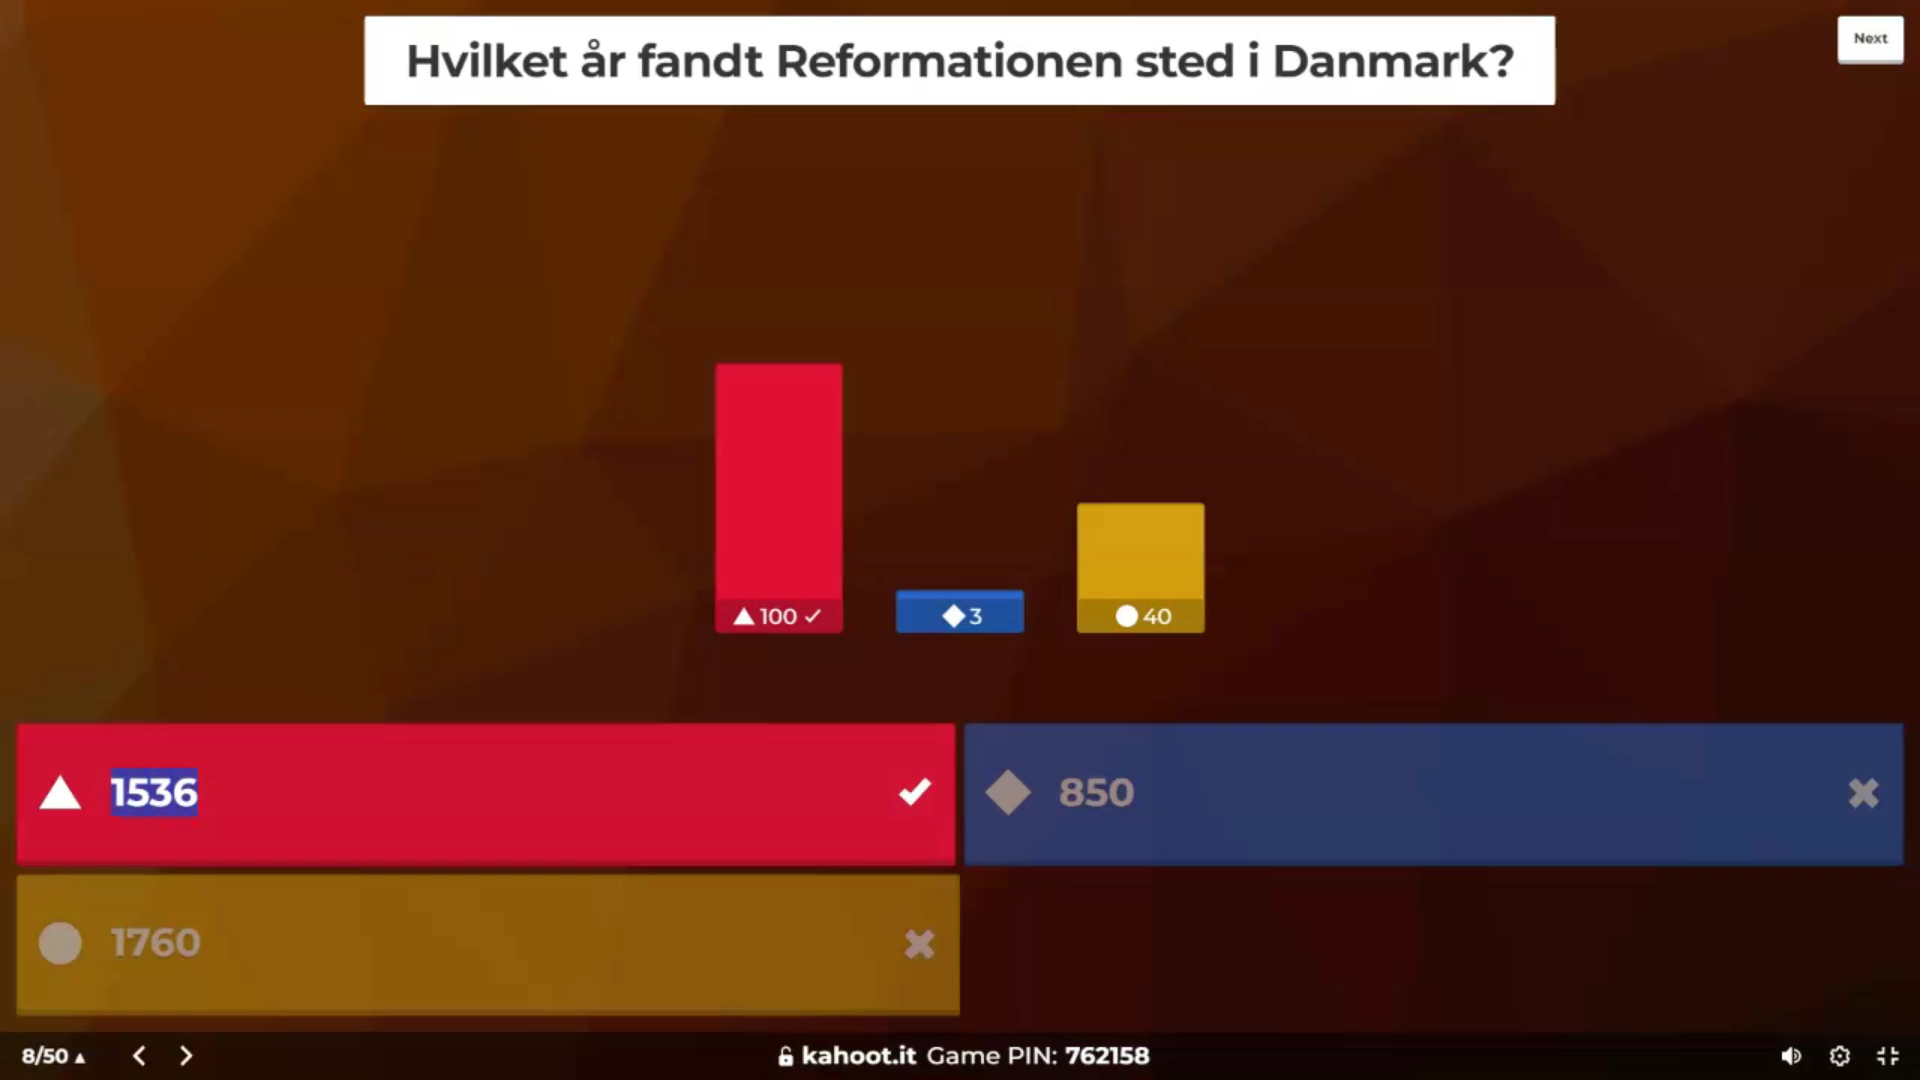 Hvilket år fandt Reformationen sted i Danmark?
Next
100
3
40
1536
850
1760
8/50
kahoot.it Game PIN: 762158